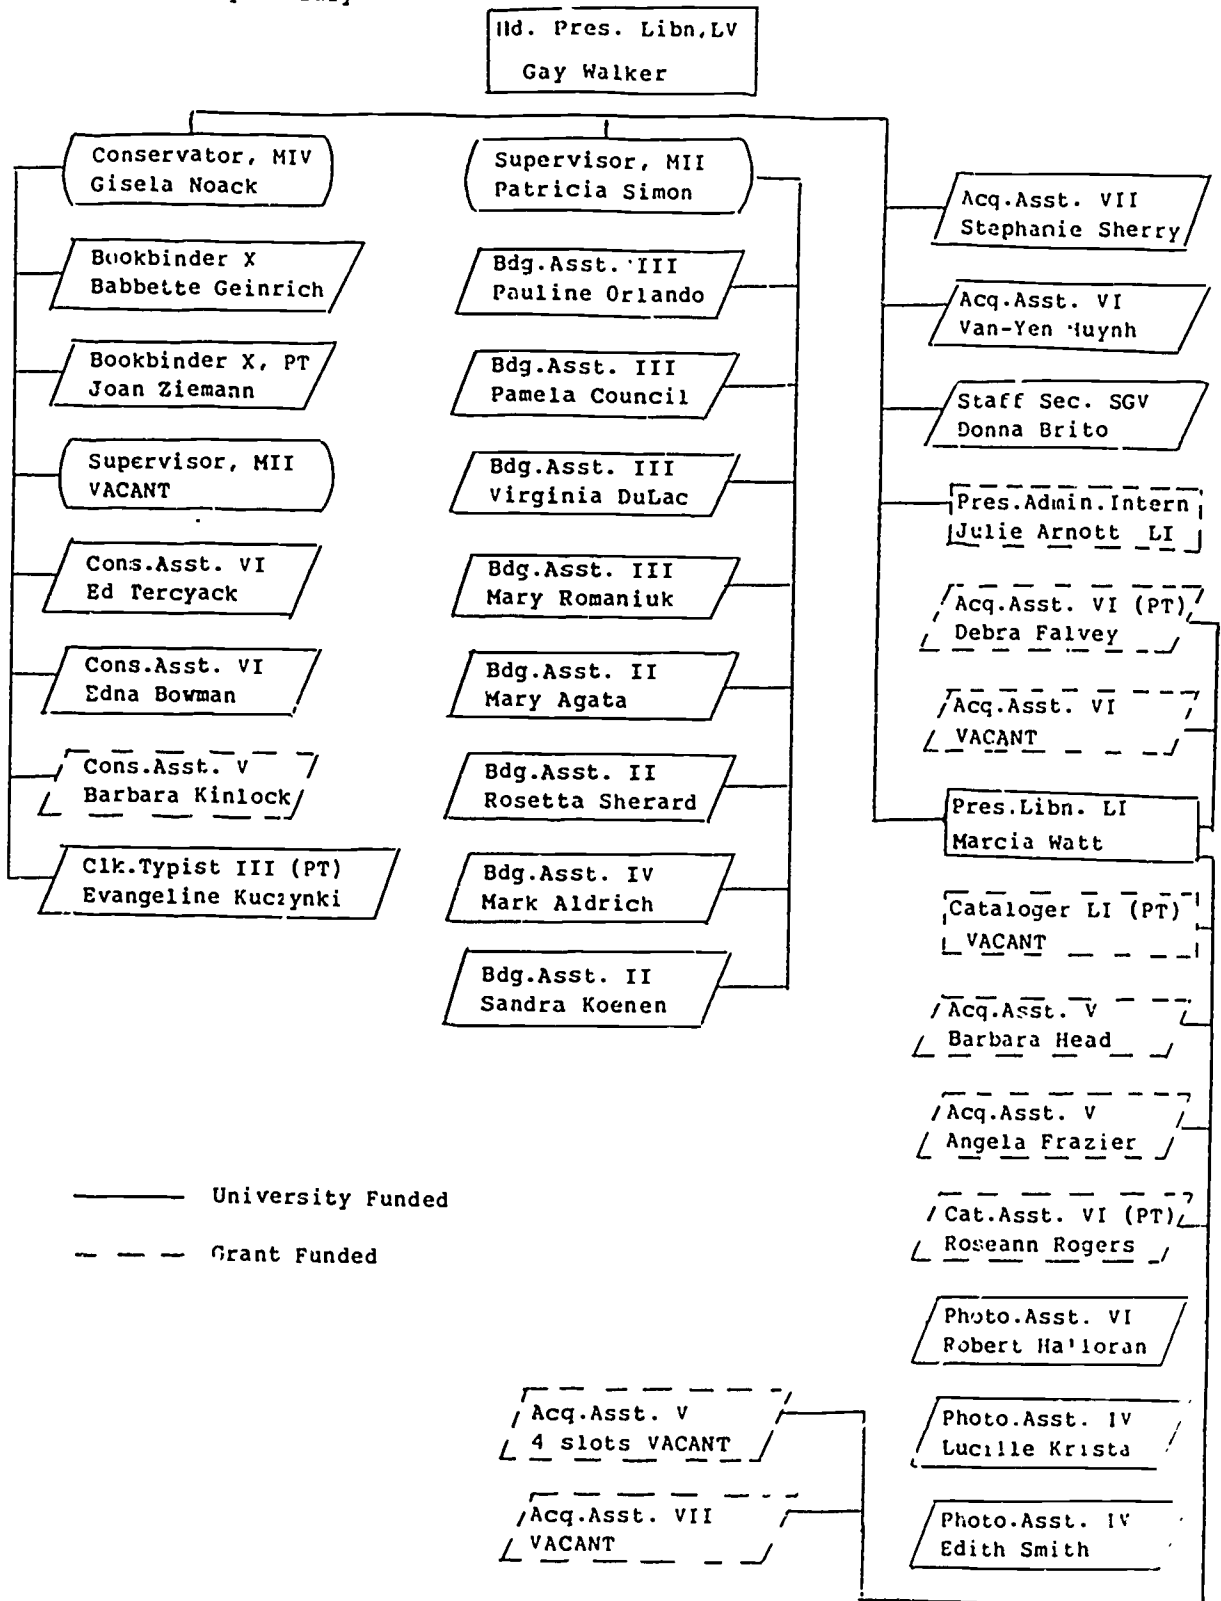 Hd. Pres. Libn,LV
Gay Walker
Conservator, MIV
Gisela Noack
Bookbinder X
Babbette Geinrich
Bookbinder X, PT
Joan Ziemann
Supervisor, MII
VACANT
Cons.Asst. VI
Ed Tercyack
Cons.Asst. VI
Edna Bowman
Cons.Asst. V
Barbara Kinlock
Clk.Typist III (PT)
Evangeline Kuczynki
Supervisor, MII
Patricia Simon
Bdg.Asst. III
Pauline Orlando
Bdg.Asst. III
Pamela Council
Bdg.Asst. III
Virginia DuLac
Bdg.Asst. III
Mary Romaniuk
Bdg.Asst. II
Mary Agata
Bdg.Asst. II
Rosetta Sherard
Bdg.Asst. IV
Mark Aldrich
Bdg.Asst. II
Sandra Koenen
Acq.Asst. VII
Stephanie Sherry
Acq.Asst. VI
Van-Yen Huynh
Staff Sec. SGV
Donna Brito
Pres.Admin.Intern
Julie Arnott LI
Acq.Asst. VI (PT)
Debra Falvey
Acq.Asst. VI
VACANT
Pres.Libn. LI
Marcia Watt
Cataloger LI (PT)
VACANT
Acq.Asst. V
Barbara Head
Acq.Asst. V
Angela Frazier
Cat.Asst. VI (PT)
Roseann Rogers
Photo.Asst. VI
Robert Halloran
Photo.Asst. IV
Lucille Krista
Photo.Asst. IV
Edith Smith
Acq.Asst. V
4 slots VACANT
Acq.Asst. VII
VACANT
University Funded
Grant Funded